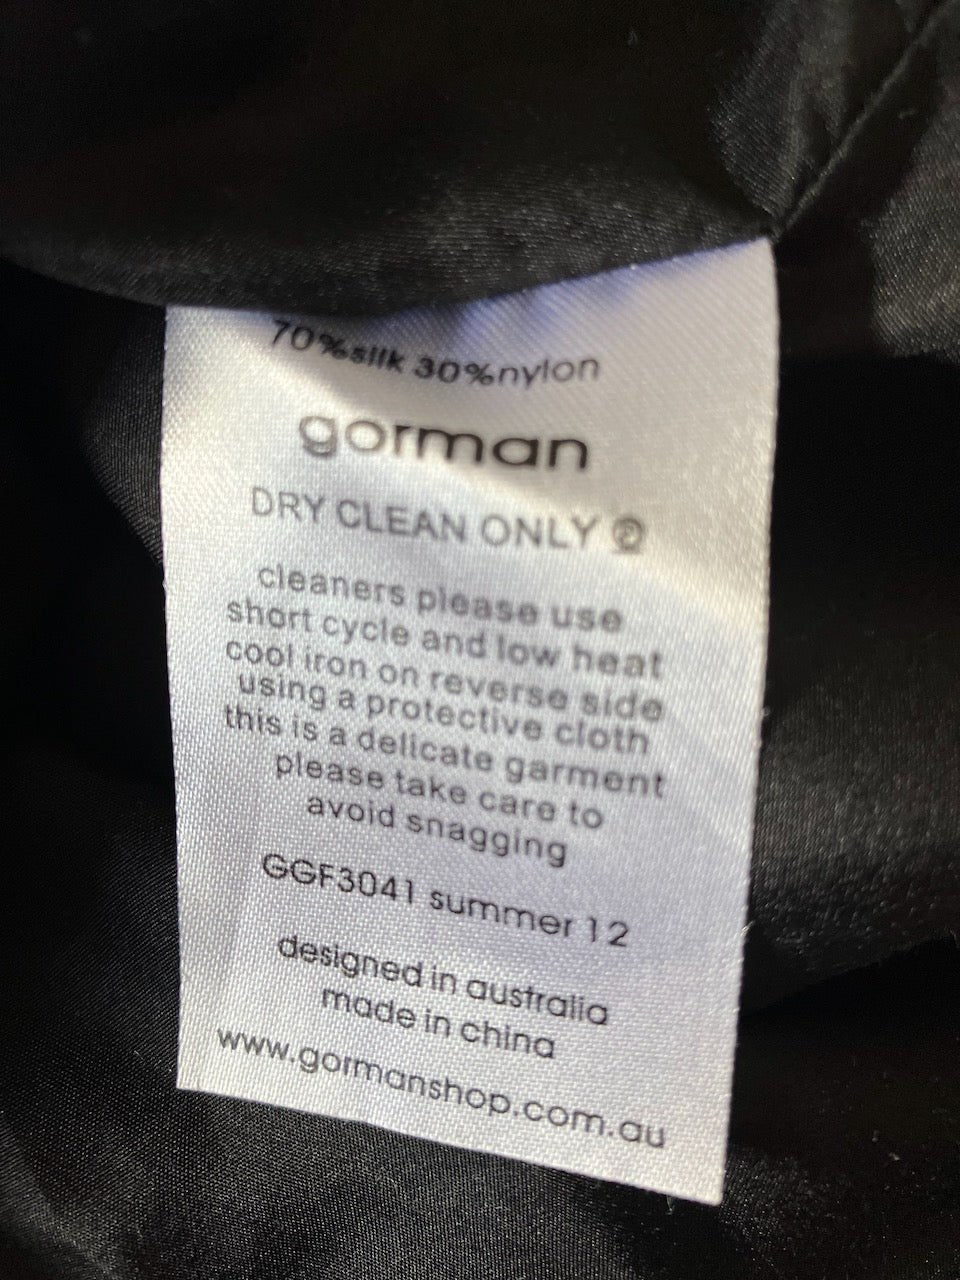 70%silk 30%nylon
gorman
DRY CLEAN ONLY Ⓟ
cleaners please use
short cycle and low heat
cool iron on reverse side
using a protective cloth
this is a delicate garment
please take care to
avoid snagging
GGF3041 summer 12
designed in australia
made in china
www.gormanshop.com.au